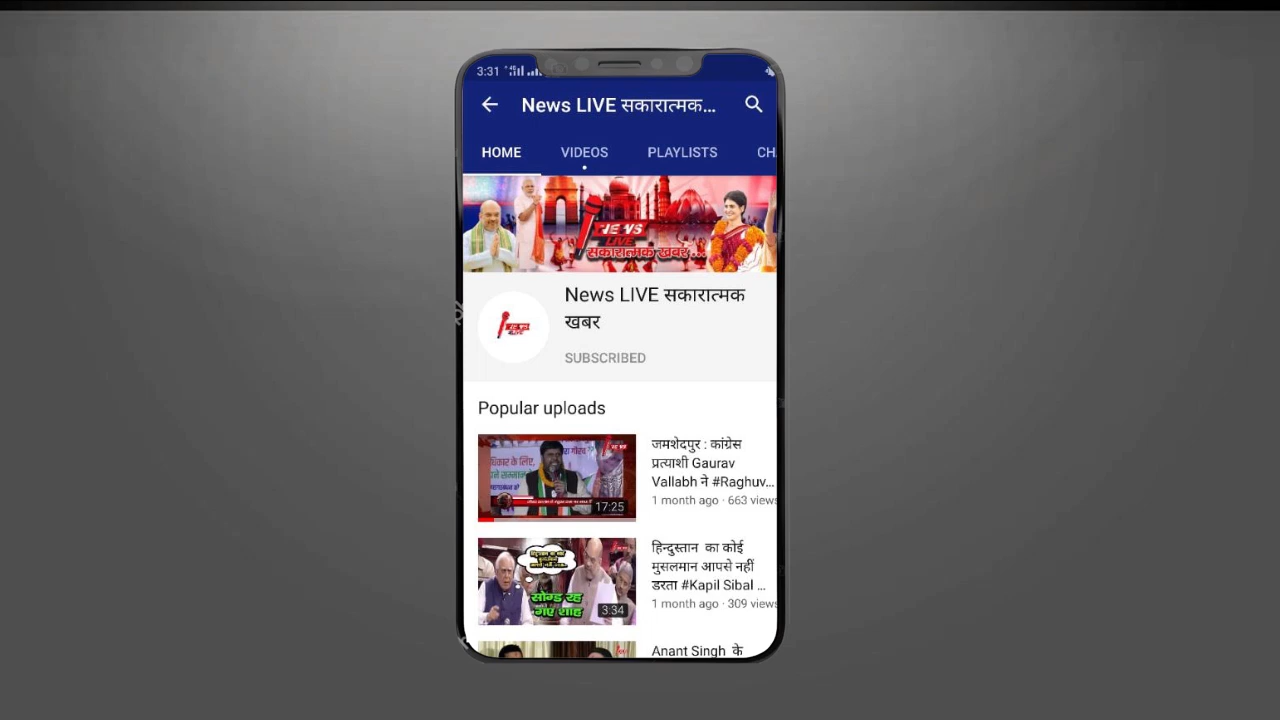 3:31
News LIVE सकारात्मक...
HOME VIDEOS PLAYLISTS CH
NEWS
LIVE
सकारात्मक खबर ...
News LIVE सकारात्मक
खबर
SUBSCRIBED
Popular uploads
जमशेदपुर : कांग्रेस
प्रत्याशी Gaurav
Vallabh ने #Raghuv...
1 month ago · 663 views
17:25
हिन्दुस्तान का कोई
मुसलमान आपसे नहीं
डरता #Kapil Sibal ...
1 month ago · 309 views
रह
गए शाह
3:34
Anant Singh के